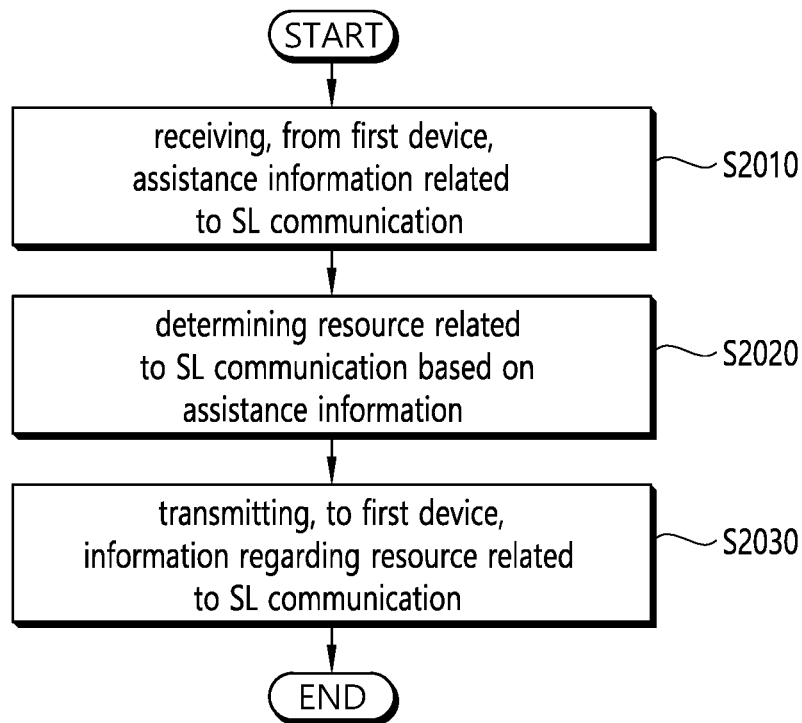 START
receiving, from first device,
assistance information related
to SL communication
S2010
determining resource related
to SL communication based on
assistance information
S2020
transmitting, to first device,
information regarding resource related
to SL communication
S2030
END